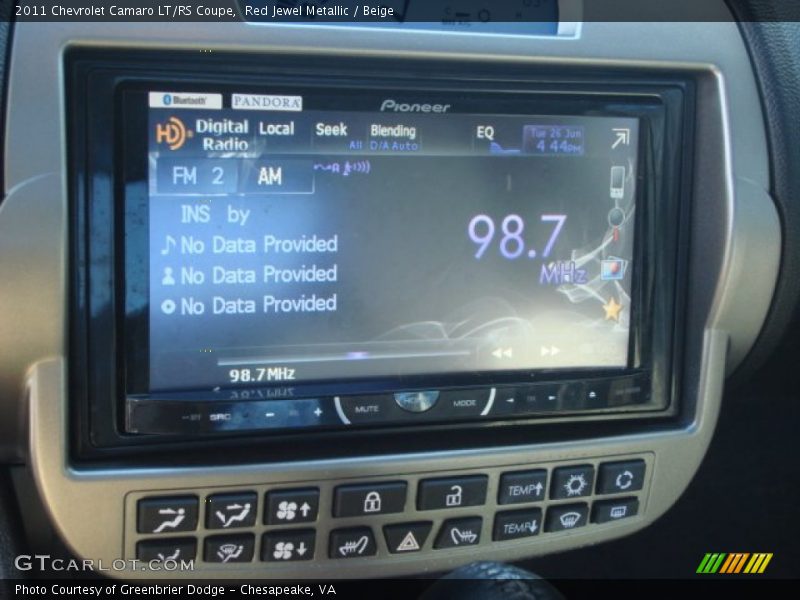 2011 Chevrolet Camaro LT/RS Coupe, Red Jewel Metallic / Beige
Bluetooth
PANDORA
Pioneer
HD Digital Radio
Local
Seek
All
Blending
D/A Auto
EQ
Tue 26 Jun
4:44PM
FM 2
AM
INS by
No Data Provided
No Data Provided
No Data Provided
98.7
MHz
98.7MHz
SRC
-
+
MUTE
MODE
TEMP
TEMP
GTCARLOT.COM
Photo Courtesy of Greenbrier Dodge - Chesapeake, VA